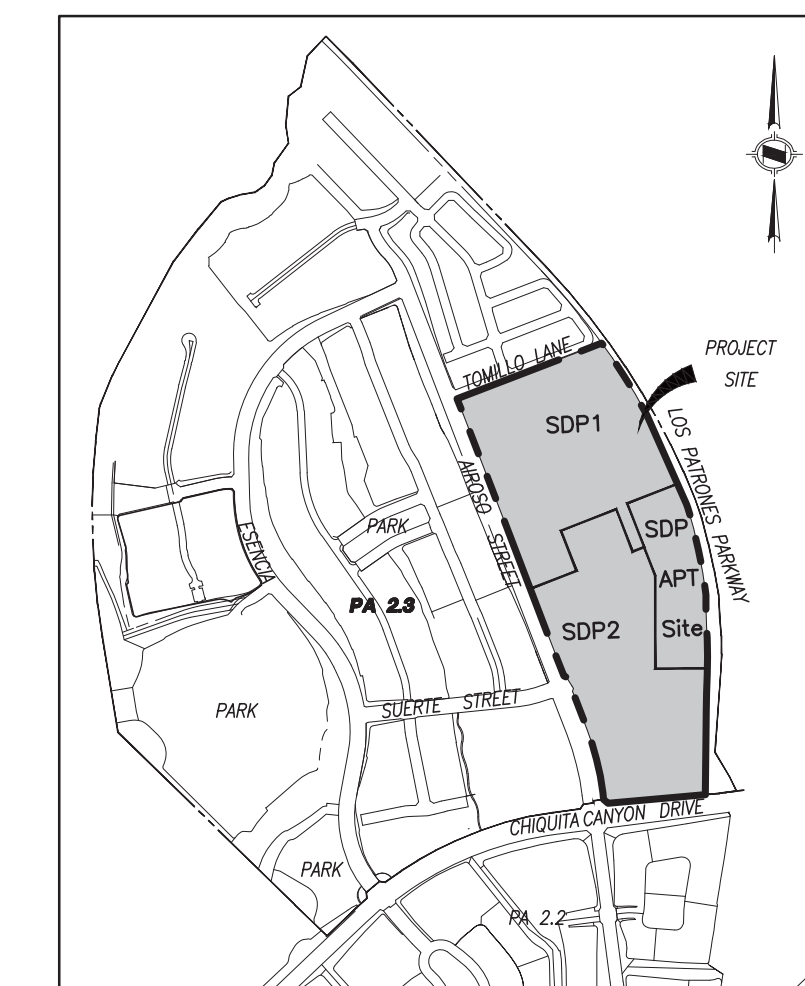 PROJECT
SITE
TOMILLO LANE
LOS PATRONES PARKWAY
SDP1
AIROSO STREET
PARK
SDP
ESENCIA
APT
PA 2.3
SDP2
Site
PARK
SUERTE STREET
CHIQUITA CANYON DRIVE
PARK
PA 2.2